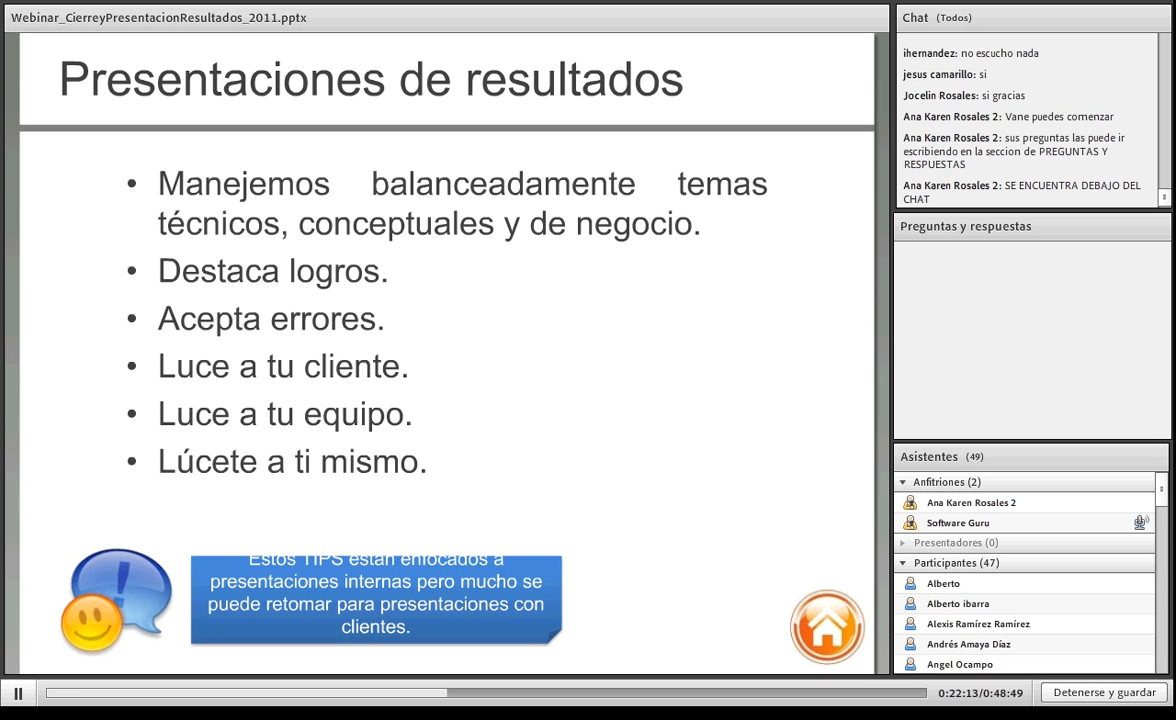 Webinar_CierreyPresentacionResultados_2011.pptx
Presentaciones de resultados
• Manejemos balanceadamente temas
técnicos, conceptuales y de negocio.
• Destaca logros.
• Acepta errores.
• Luce a tu cliente.
• Luce a tu equipo.
• Lúcete a ti mismo.
Estos TIPS están enfocados a
presentaciones internas pero mucho se
puede retomar para presentaciones con
clientes.
Chat (Todos)
ihernandez: no escucho nada
jesus camarillo: si
Jocelin Rosales: si gracias
Ana Karen Rosales 2: Vane puedes comenzar
Ana Karen Rosales 2: sus preguntas las puede ir
escribiendo en la seccion de PREGUNTAS Y
RESPUESTAS
Ana Karen Rosales 2: SE ENCUENTRA DEBAJO DEL
CHAT
Preguntas y respuestas
Asistentes (49)
Anfitriones (2)
Ana Karen Rosales 2
Software Guru
Presentadores (0)
Participantes (47)
Alberto
Alberto ibarra
Alexis Ramírez Ramírez
Andrés Amaya Díaz
Angel Ocampo
0:22:13/0:48:49
Detenerse y guardar